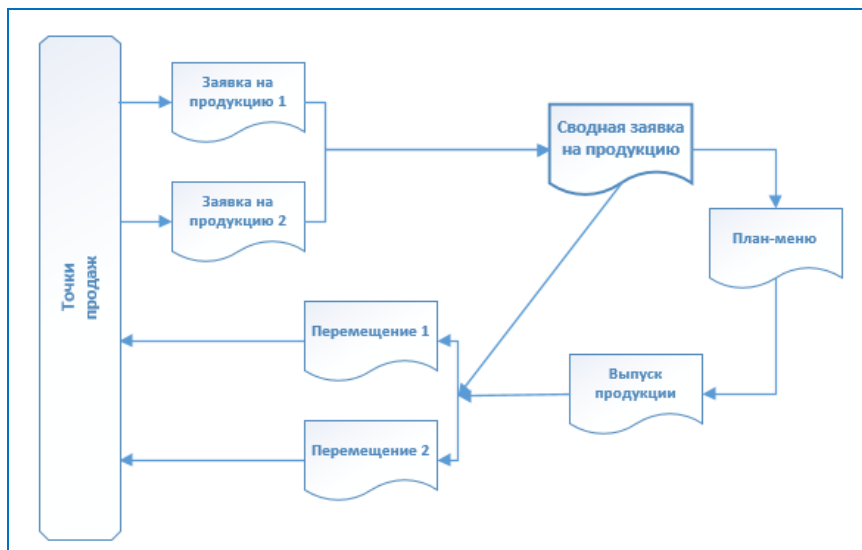 Заявка на
продукцию 1
Сводная заявка
на продукцию
Заявка на
продукцию 2
План-меню
Точки
продаж
Перемещение 1
Выпуск
продукции
Перемещение 2